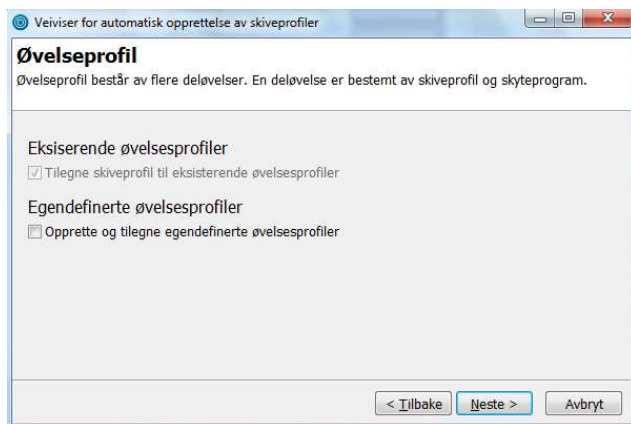 Veiviser for automatisk opprettelse av skiveprofiler
Øvelseprofil
Øvelseprofil består av flere deløvelser. En deløvelse er bestemt av skiveprofil og skyteprogram.
Eksiserende øvelsesprofiler
Tilegne skiveprofil til eksisterende øvelsesprofiler
Egendefinerte øvelsesprofiler
Opprette og tilegne egendefinerte øvelsesprofiler
< Tilbake Neste > Avbryt